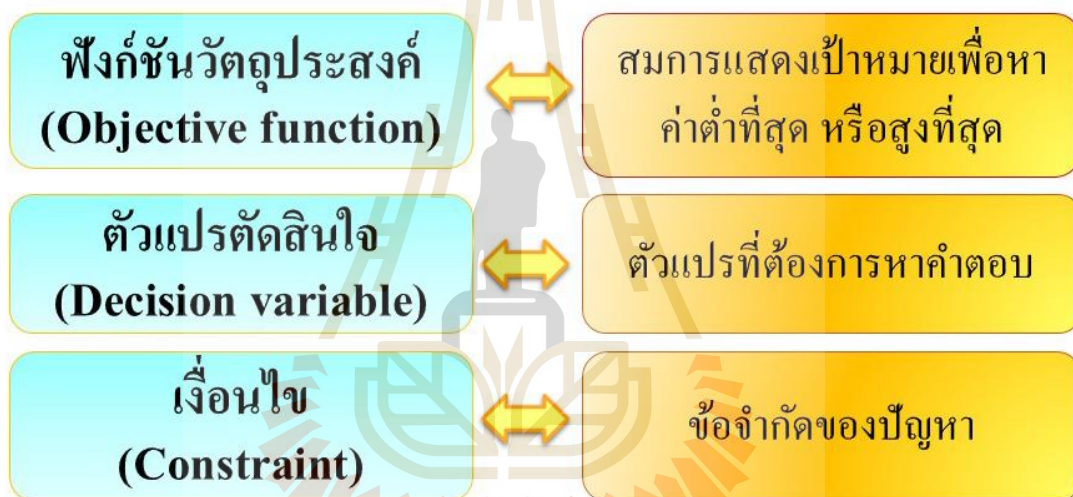 ฟังก์ชันวัตถุประสงค์
(Objective function)
สมการแสดงเป้าหมายเพื่อหา
ค่าต่ำที่สุด หรือสูงที่สุด
ตัวแปรตัดสินใจ
(Decision variable)
ตัวแปรที่ต้องการหาคำตอบ
เงื่อนไข
(Constraint)
ข้อจำกัดของปัญหา